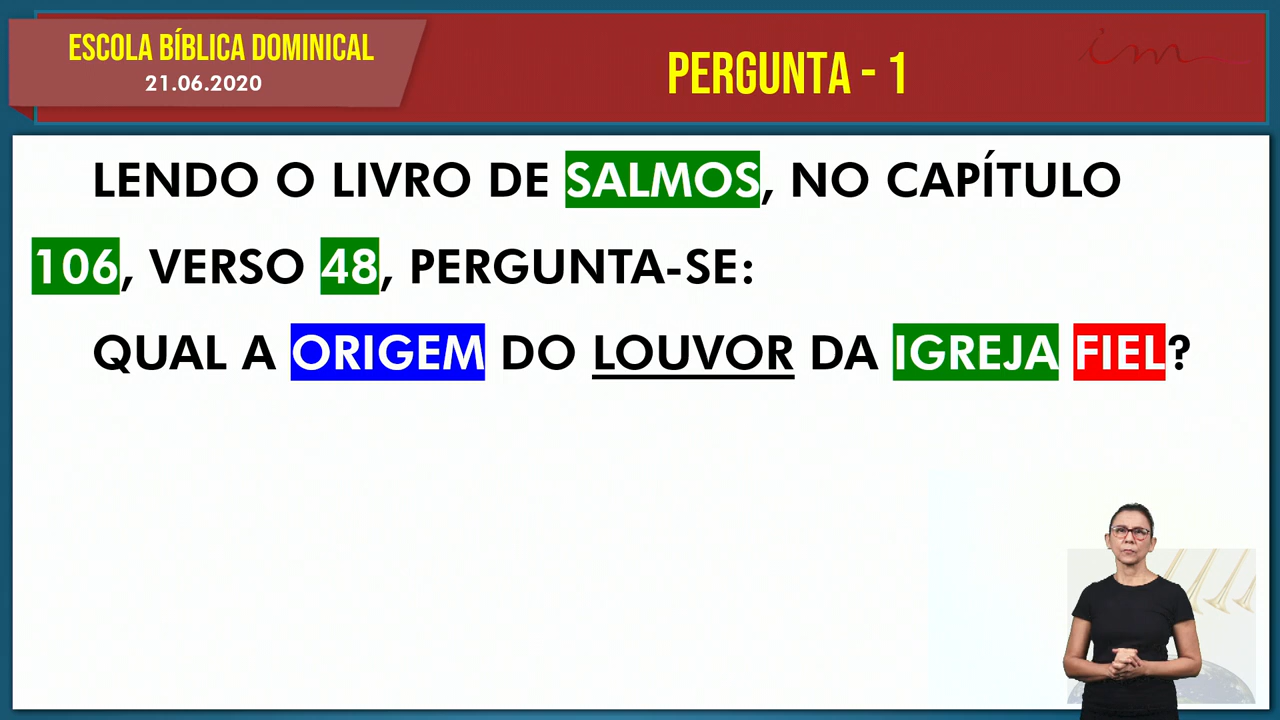 ESCOLA BÍBLICA DOMINICAL
21.06.2020
PERGUNTA - 1
im
LENDO O LIVRO DE SALMOS, NO CAPÍTULO
106, VERSO 48, PERGUNTA-SE:
QUAL A ORIGEM DO LOUVOR DA IGREJA FIEL?